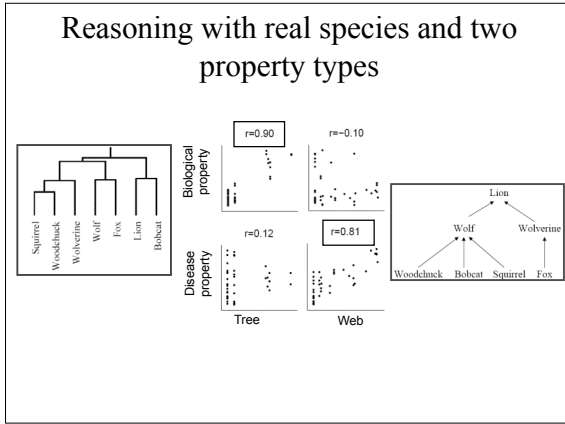 Reasoning with real species and two
property types
Squirrel
Woodchuck
Wolverine
Wolf
Fox
Lion
Bobcat
Biological
property
r=0.90
r=−0.10
Disease
property
r=0.12
r=0.81
Tree
Web
Lion
Wolf
Wolverine
Woodchuck Bobcat Squirrel Fox